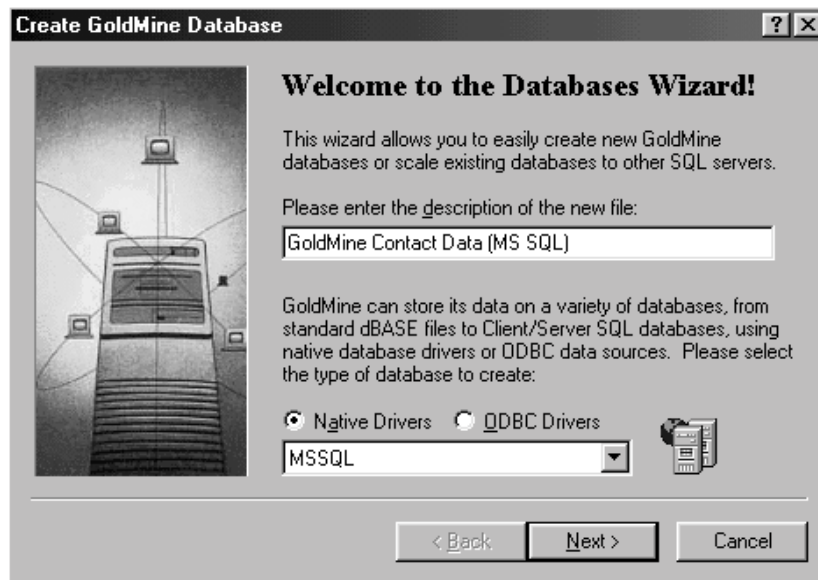 Create GoldMine Database
Welcome to the Databases Wizard!
This wizard allows you to easily create new GoldMine
databases or scale existing databases to other SQL servers.
Please enter the description of the new file:
GoldMine Contact Data (MS SQL)
GoldMine can store its data on a variety of databases, from
standard dBASE files to Client/Server SQL databases, using
native database drivers or ODBC data sources.  Please select
the type of database to create:
Native Drivers ODBC Drivers
MSSQL
< Back Next > Cancel